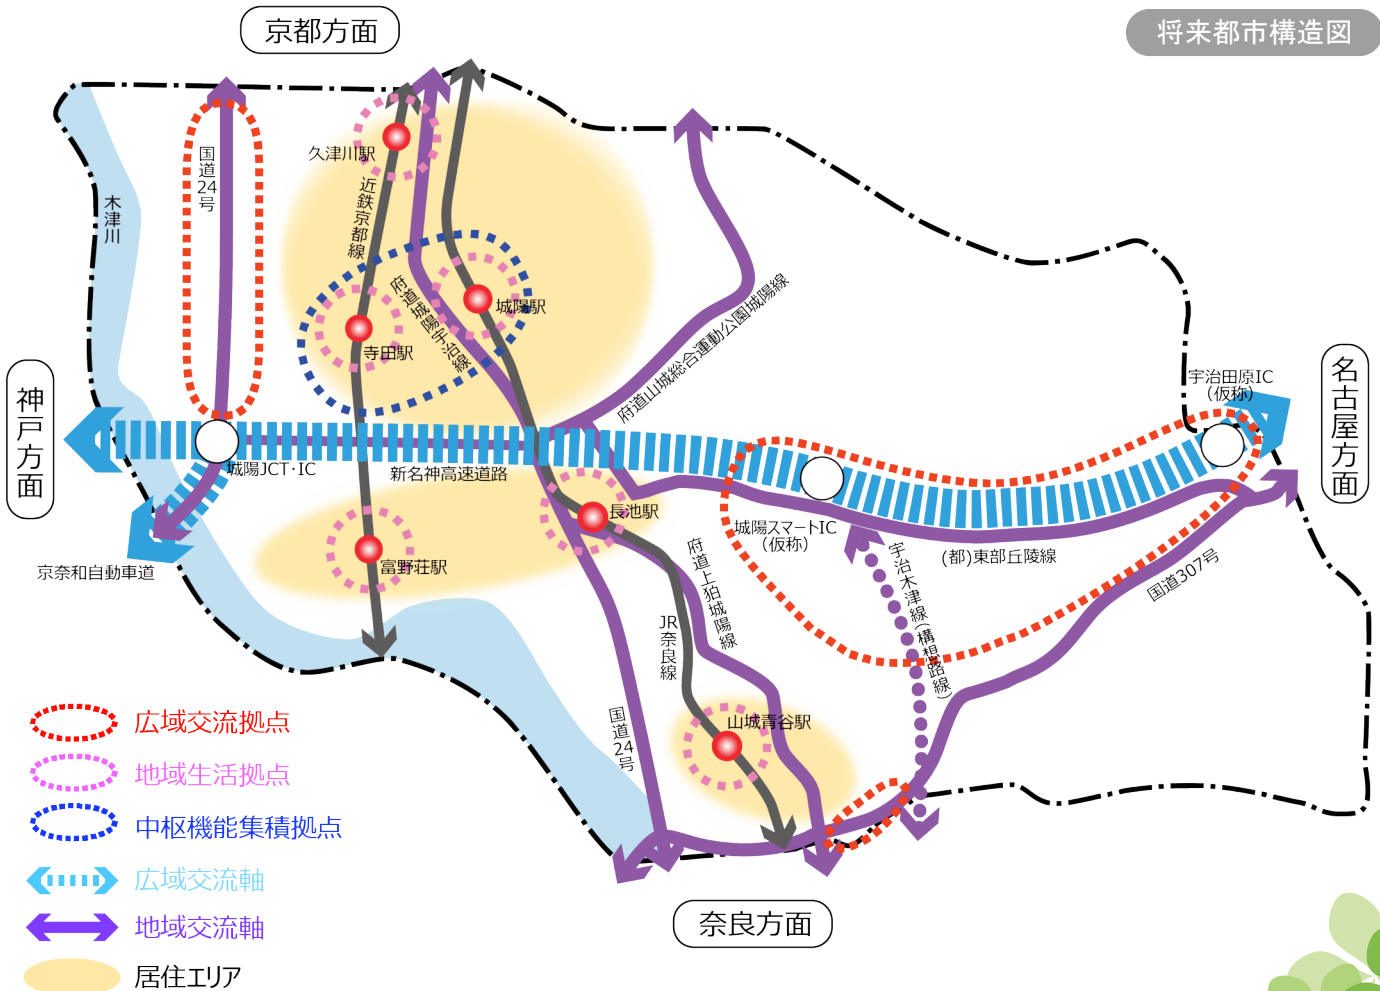 京都方面
将来都市構造図
国道24号
久津川駅
近鉄京都線
木津川
府道城陽宇治線
城陽駅
寺田駅
府道山城総合運動公園城陽線
宇治田原IC
(仮称)
名古屋方面
神戸方面
城陽JCT・IC
新名神高速道路
長池駅
城陽スマートIC
(仮称)
(都)東部丘陵線
宇治木津線(構想路線)
国道307号
京奈和自動車道
富野荘駅
府道上狛城陽線
JR奈良線
国道24号
山城青谷駅
奈良方面
広域交流拠点
地域生活拠点
中枢機能集積拠点
広域交流軸
地域交流軸
居住エリア